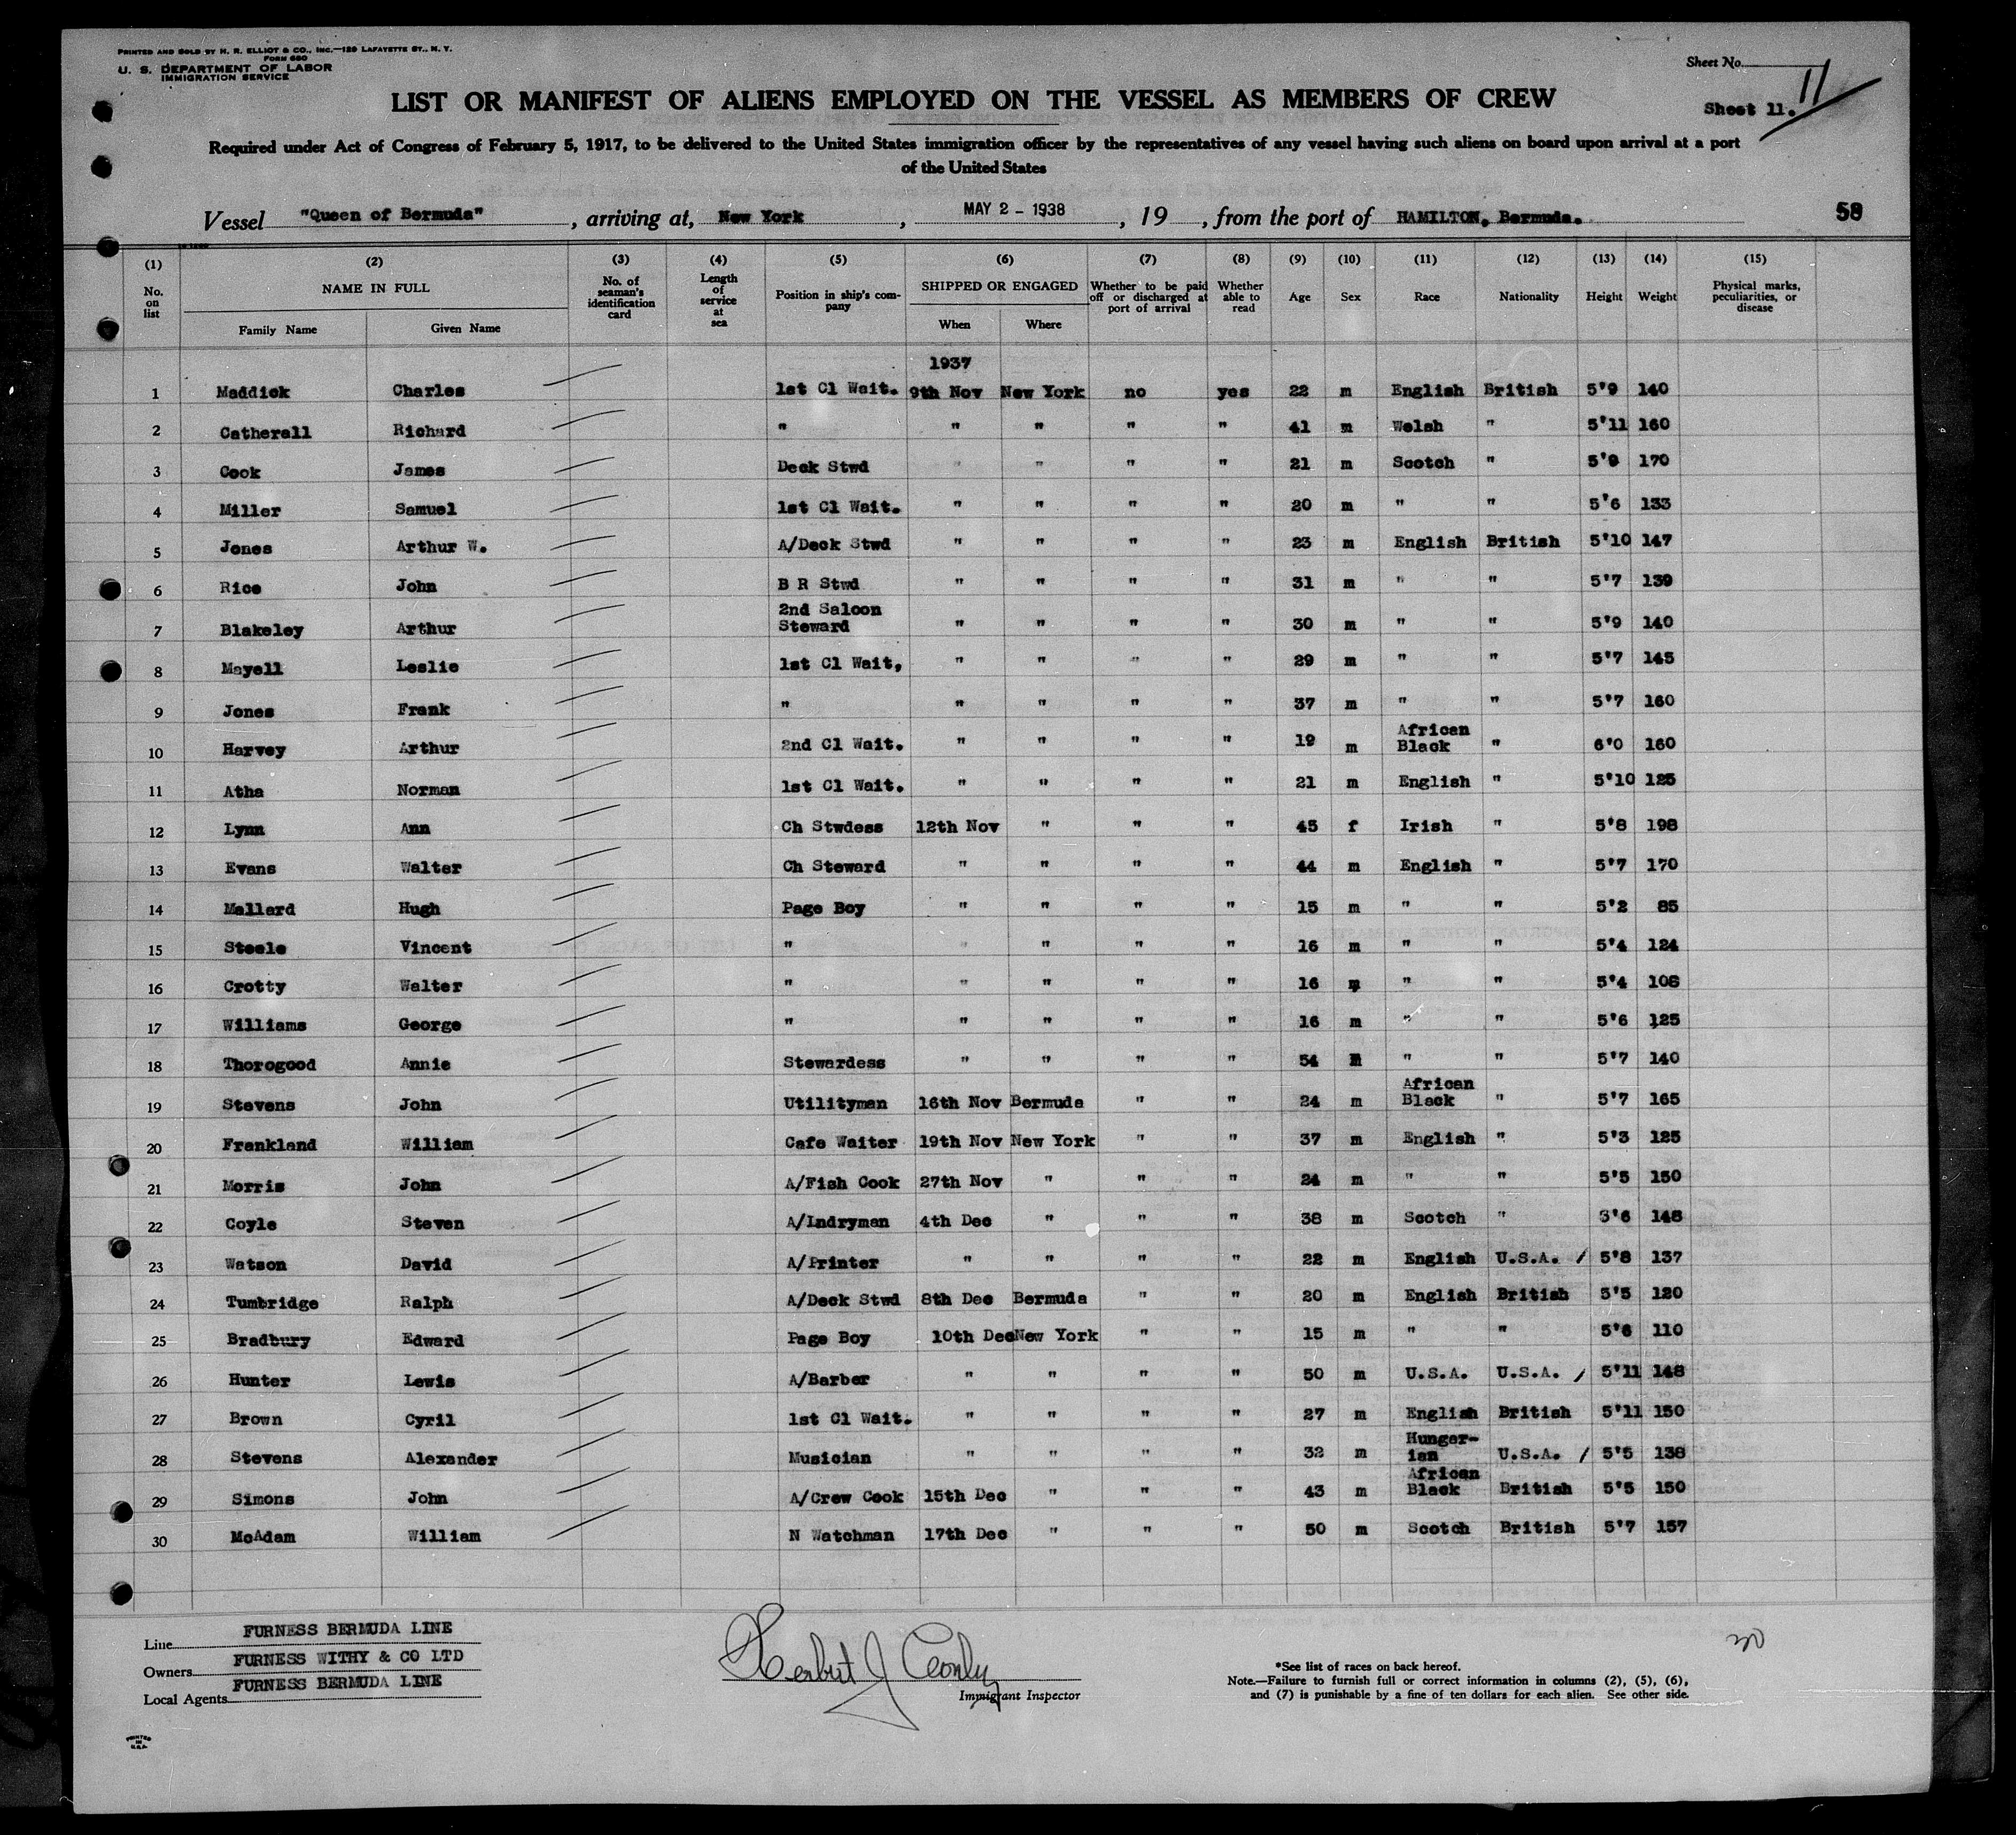 PRINTED AND SOLD BY H. R. ELLIOT & CO., INC.—129 LAFAYETTE ST., N. Y.
FORM 680
U. S. DEPARTMENT OF LABOR
IMMIGRATION SERVICE
Sheet No.
11
Sheet 11.
LIST OR MANIFEST OF ALIENS EMPLOYED ON THE VESSEL AS MEMBERS OF CREW
Required under Act of Congress of February 5, 1917, to be delivered to the United States immigration officer by the representatives of any vessel having such aliens on board upon arrival at a port
of the United States
Vessel "Queen of Bermuda", arriving at, New York, MAY 2 - 1938, 19 , from the port of HAMILTON, Bermuda. 58
(1) (2) (3) (4) (5) (6) (7) (8) (9) (10) (11) (12) (13) (14) (15)
No. on list NAME IN FULL Family Name Given Name No. of seaman's identification card Length of service at sea Position in ship's company SHIPPED OR ENGAGED When Where Whether to be paid off or discharged at port of arrival Whether able to read Age Sex Race Nationality Height Weight Physical marks, peculiarities, or disease
1937
1 Maddick Charles 1st Cl Wait. 9th Nov New York no yes 22 m English British 5'9 140
2 Catherall Richard " " " " " 41 m Welsh " 5'11 160
3 Cook James Deck Stwd " " " " 21 m Scotch " 5'9 170
4 Miller Samuel 1st Cl Wait. " " " " 20 m " " 5'6 133
5 Jones Arthur W. A/Deck Stwd " " " " 23 m English British 5'10 147
6 Rice John B R Stwd " " " " 31 m " " 5'7 139
7 Blakeley Arthur 2nd Saloon Steward " " " " 30 m " " 5'9 140
8 Mayell Leslie 1st Cl Wait, " " " " 29 m " " 5'7 145
9 Jones Frank " " " " " 37 m " " 5'7 160
10 Harvey Arthur 2nd Cl Wait. " " " " 19 m African Black " 6'0 160
11 Atha Norman 1st Cl Wait. " " " " 21 m English " 5'10 125
12 Lynn Ann Ch Stwdess 12th Nov " " " 45 f Irish " 5'8 198
13 Evans Walter Ch Steward " " " " 44 m English " 5'7 170
14 Mallard Hugh Page Boy " " " " 15 m " " 5'2 85
15 Steele Vincent " " " " " 16 m " " 5'4 124
16 Crotty Walter " " " " " 16 m " " 5'4 108
17 Williams George " " " " " 16 m " " 5'6 125
18 Thorogood Annie Stewardess " " " " 54 m " " 5'7 140
19 Stevens John Utilityman 16th Nov Bermuda " " 24 m African Black " 5'7 165
20 Frankland William Cafe Waiter 19th Nov New York " " 37 m English " 5'3 125
21 Morris John A/Fish Cook 27th Nov " " " 24 m " " 5'5 150
22 Coyle Steven A/Lndryman 4th Dec " " " 38 m Scotch " 5'6 148
23 Watson David A/Printer " " " " 22 m English U.S.A. / 5'8 137
24 Tumbridge Ralph A/Deck Stwd 8th Dec Bermuda " " 20 m English British 5'5 120
25 Bradbury Edward Page Boy 10th Dec New York " " 15 m " " 5'6 110
26 Hunter Lewis A/Barber " " " " 50 m U.S.A. U.S.A. / 5'11 148
27 Brown Cyril 1st Cl Wait. " " " " 27 m English British 5'11 150
28 Stevens Alexander Musician " " " " 32 m Hungar-ian U.S.A. / 5'5 138
29 Simons John A/Crew Cook 15th Dec " " " 43 m African Black British 5'5 150
30 McAdam William N Watchman 17th Dec " " " 50 m Scotch British 5'7 157
Line FURNESS BERMUDA LINE
Owners FURNESS WITHY & CO LTD
Local Agents FURNESS BERMUDA LINE
Herbert J
Immigrant Inspector
30
*See list of races on back hereof.
Note.—Failure to furnish full or correct information in columns (2), (5), (6),
and (7) is punishable by a fine of ten dollars for each alien. See other side.
PRINTED
IN
U.S.A.